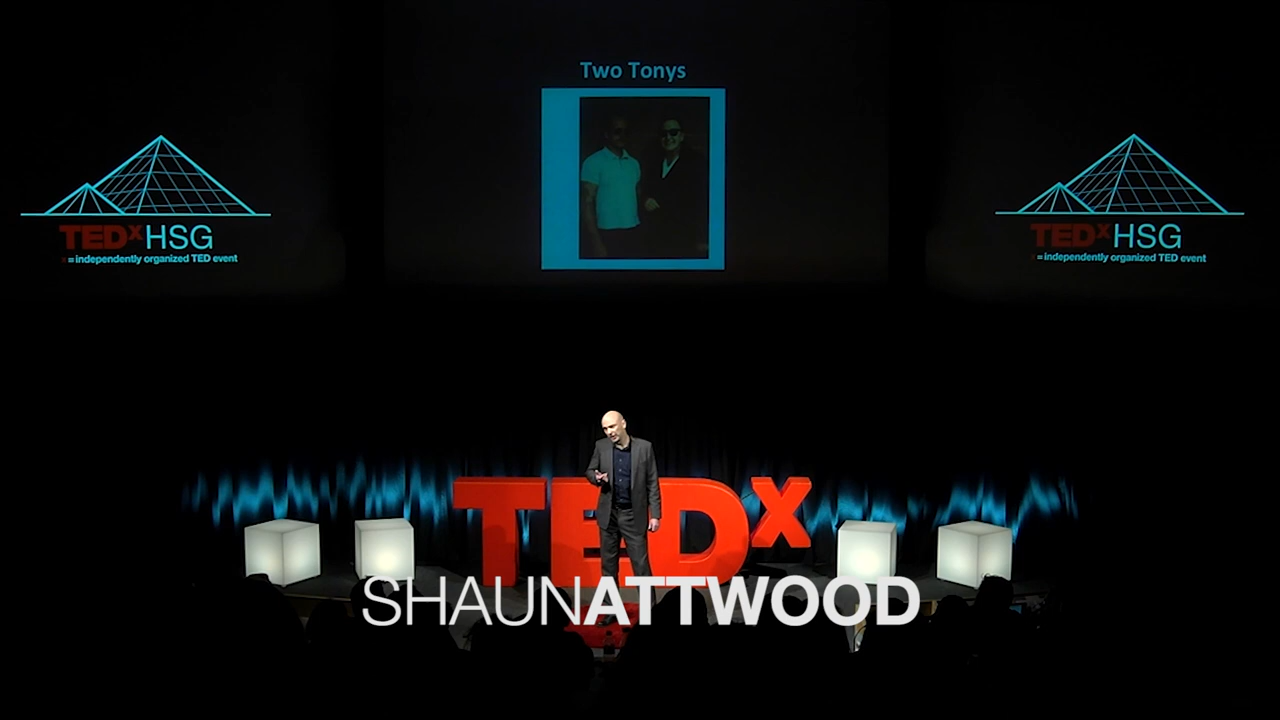 Two Tonys
TEDxHSG
x = independently organized TED event
TEDxHSG
x = independently organized TED event
TEDx
SHAUNATTWOOD